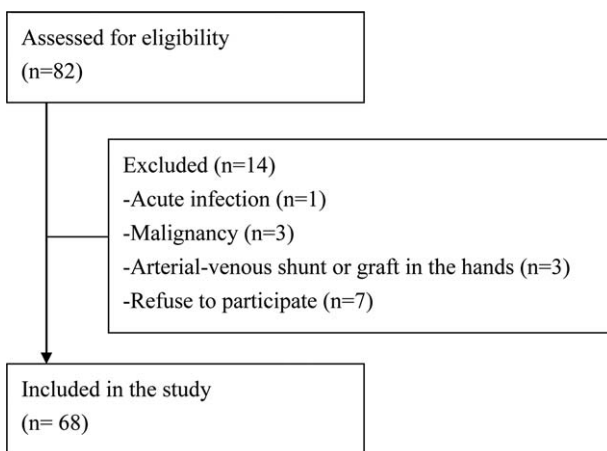 Assessed for eligibility
(n=82)
Excluded (n=14)
-Acute infection (n=1)
-Malignancy (n=3)
-Arterial-venous shunt or graft in the hands (n=3)
-Refuse to participate (n=7)
Included in the study
(n= 68)